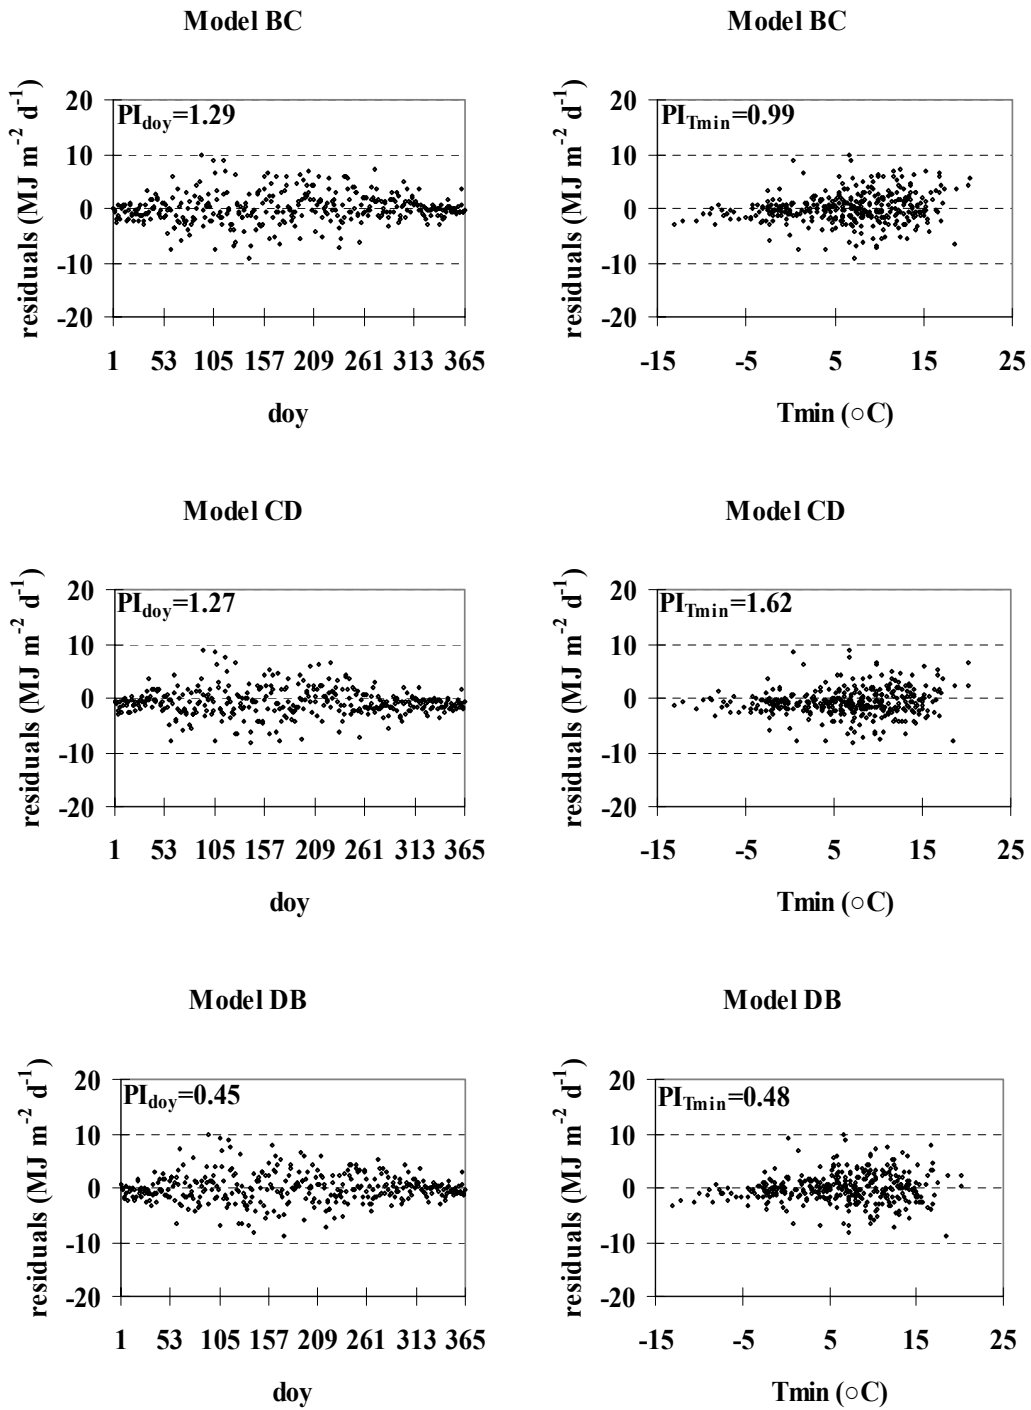 Model BC
residuals (MJ m-2 d-1)
PIdoy=1.29
20
10
0
-10
-20
1 53 105 157 209 261 313 365
doy
Model BC
residuals (MJ m-2 d-1)
PITmin=0.99
20
10
0
-10
-20
-15 -5 5 15 25
Tmin (○C)
Model CD
residuals (MJ m-2 d-1)
PIdoy=1.27
20
10
0
-10
-20
1 53 105 157 209 261 313 365
doy
Model CD
residuals (MJ m-2 d-1)
PITmin=1.62
20
10
0
-10
-20
-15 -5 5 15 25
Tmin (○C)
Model DB
residuals (MJ m-2 d-1)
PIdoy=0.45
20
10
0
-10
-20
1 53 105 157 209 261 313 365
doy
Model DB
residuals (MJ m-2 d-1)
PITmin=0.48
20
10
0
-10
-20
-15 -5 5 15 25
Tmin (○C)